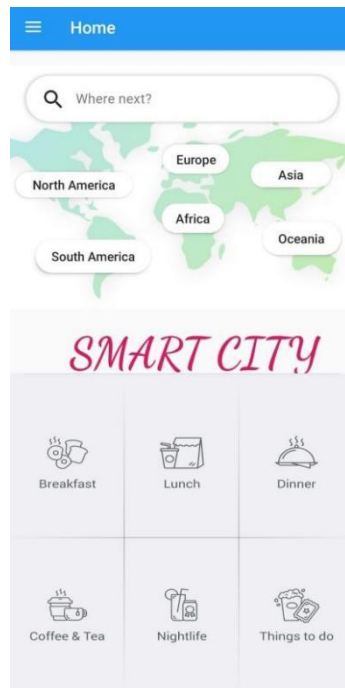 Home
Where next?
Europe
Asia
North America
Africa
Oceania
South America
SMART CITY
Breakfast Lunch Dinner
Coffee & Tea Nightlife Things to do